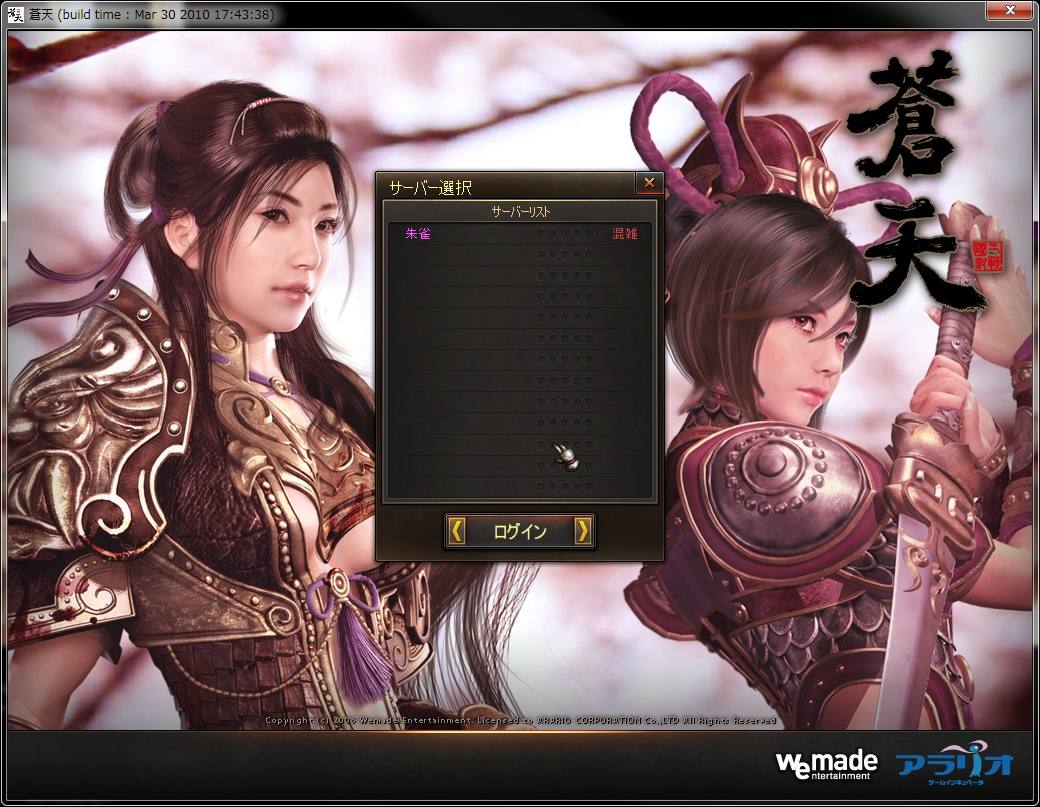 蒼天 (build time : Mar 30 2010 17:43:38)
蒼天
サーバー選択
サーバーリスト
朱雀 混雑
ログイン
Copyright (c) 2008 Wemade Entertainment. Licensed to ARARIO CORPORATION Co.,LTD All Rights Reserved
wemade
entertainment
アラリオ
ゲームインキュベータ